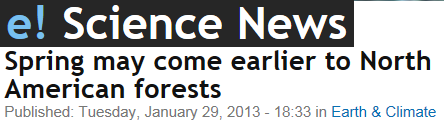 e! Science News
Spring may come earlier to North
American forests
Published: Tuesday, January 29, 2013 - 18:33 in Earth & Climate